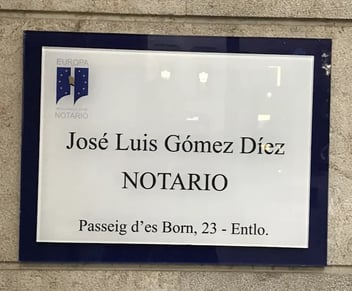 EUROPA
NOTARIO
José Luis Gómez Díez
NOTARIO
Passeig d'es Born, 23 - Entlo.